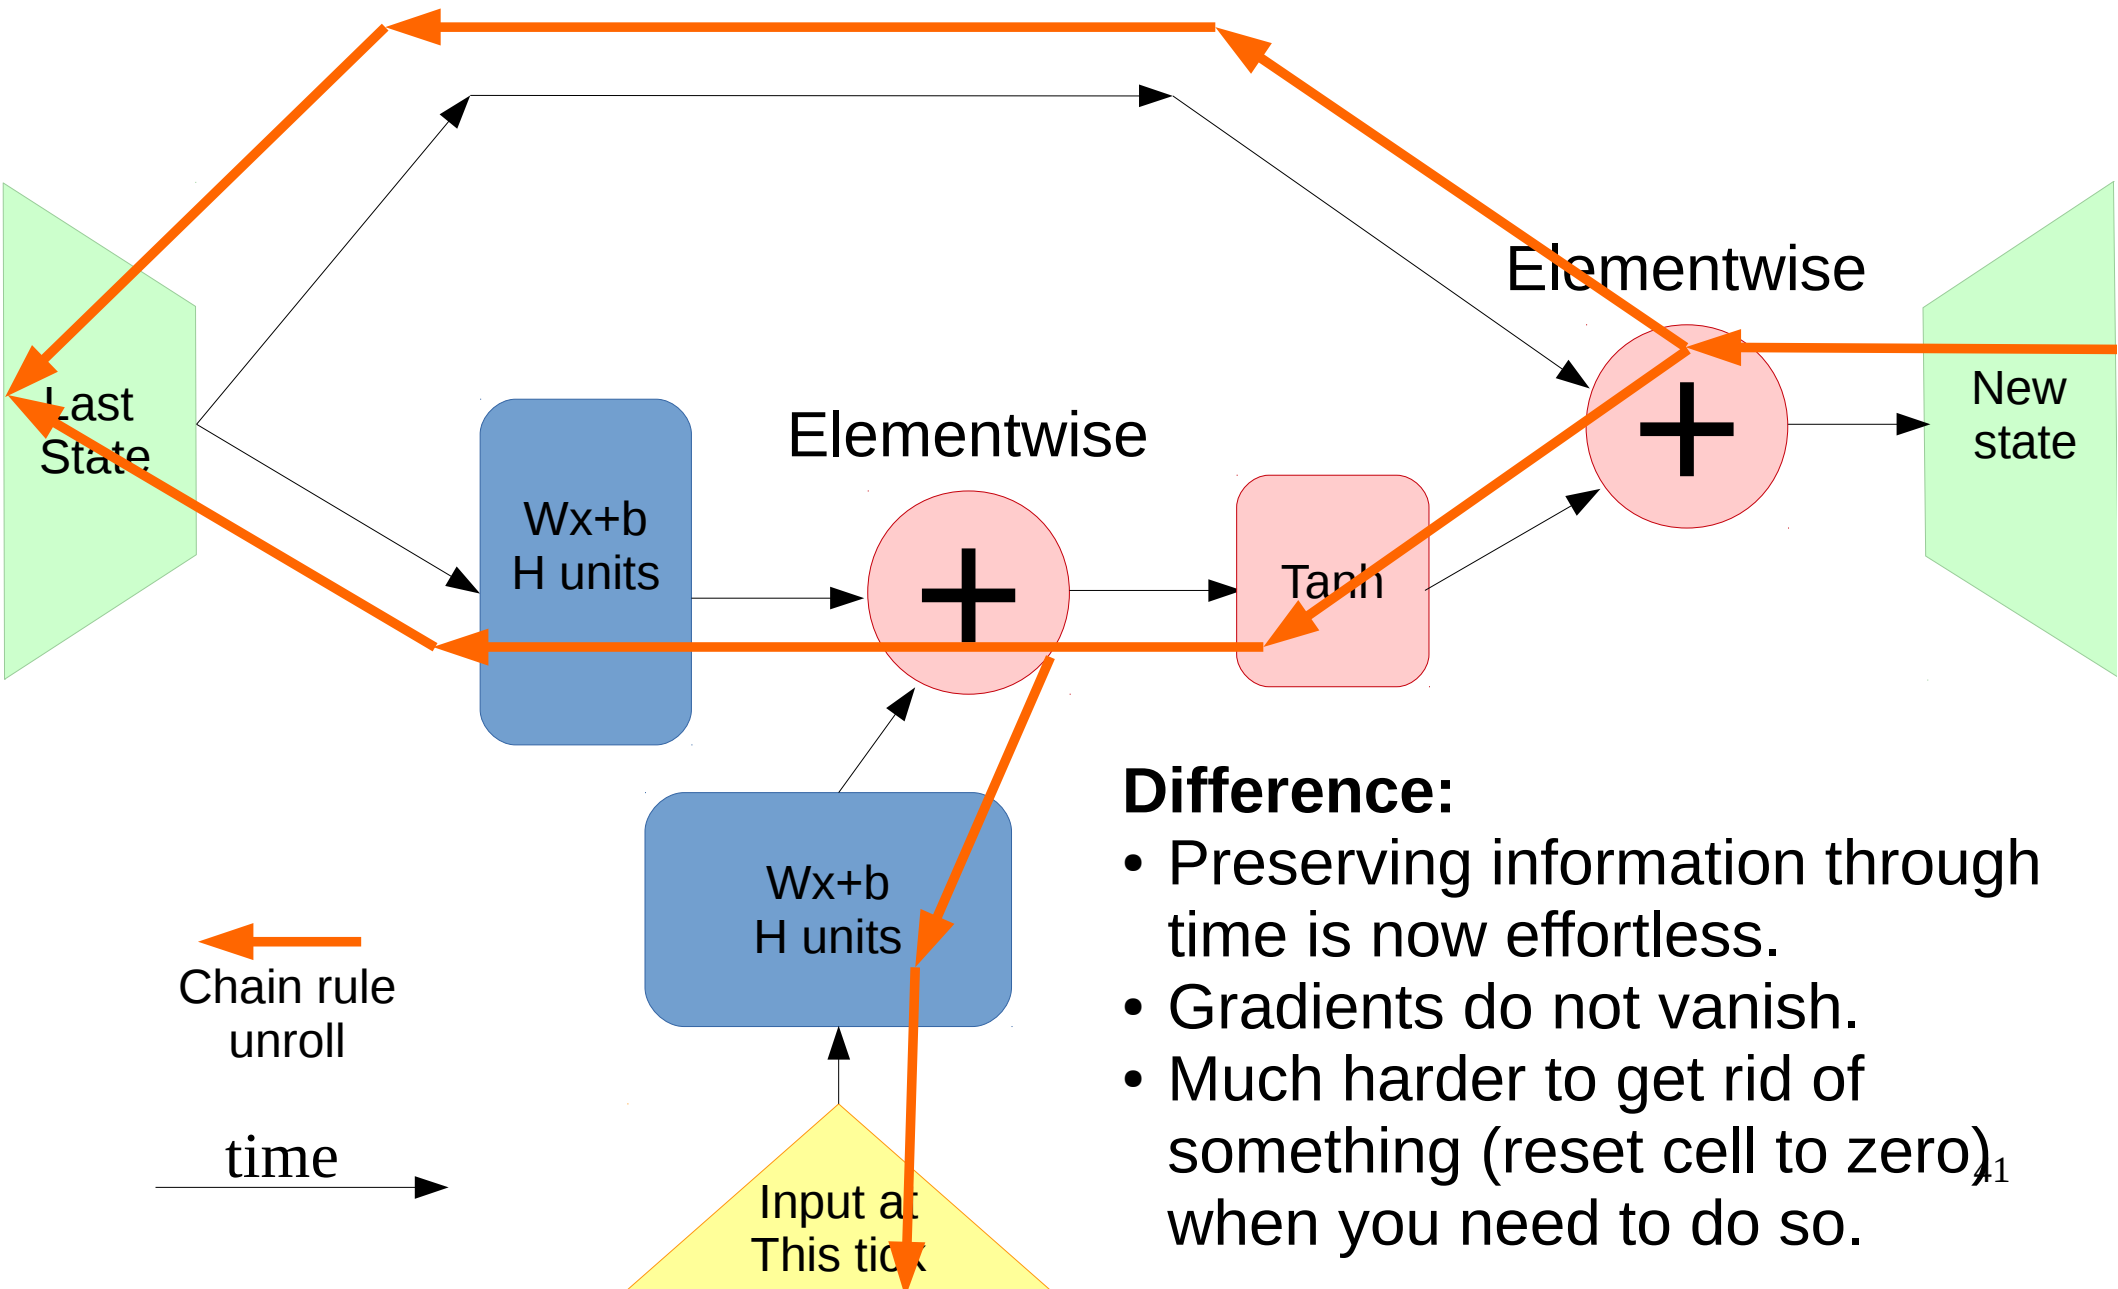 Elementwise
Last
State
New
state
Elementwise
Wx+b
H units
+
+
Tanh
Wx+b
H units
Difference:
• Preserving information through
time is now effortless.
• Gradients do not vanish.
• Much harder to get rid of
something (reset cell to zero)
when you need to do so.
Chain rule
unroll
time
Input at
This tick
41